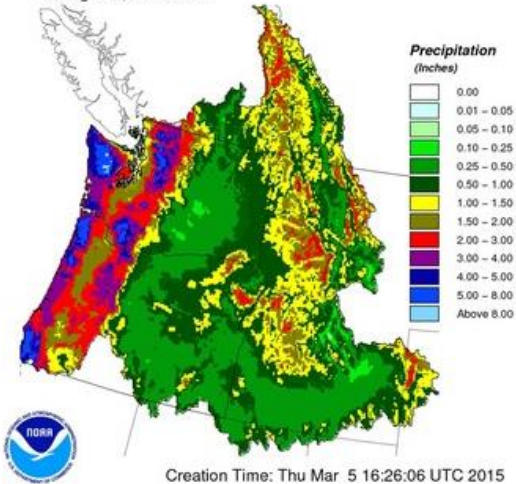 Precipitation
(Inches)
0.00
0.01 - 0.05
0.05 - 0.10
0.10 - 0.25
0.25 - 0.50
0.50 - 1.00
1.00 - 1.50
1.50 - 2.00
2.00 - 3.00
3.00 - 4.00
4.00 - 5.00
5.00 - 8.00
Above 8.00
NOAA
Creation Time: Thu Mar 5 16:26:06 UTC 2015